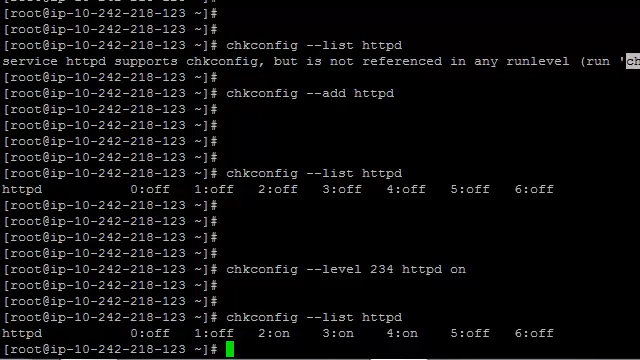 [root@ip-10-242-218-123 ~]#
[root@ip-10-242-218-123 ~]#
[root@ip-10-242-218-123 ~]# chkconfig --list httpd
service httpd supports chkconfig, but is not referenced in any runlevel (run 'ch
[root@ip-10-242-218-123 ~]#
[root@ip-10-242-218-123 ~]# chkconfig --add httpd
[root@ip-10-242-218-123 ~]#
[root@ip-10-242-218-123 ~]#
[root@ip-10-242-218-123 ~]#
[root@ip-10-242-218-123 ~]#
[root@ip-10-242-218-123 ~]# chkconfig --list httpd
httpd 0:off 1:off 2:off 3:off 4:off 5:off 6:off
[root@ip-10-242-218-123 ~]#
[root@ip-10-242-218-123 ~]#
[root@ip-10-242-218-123 ~]#
[root@ip-10-242-218-123 ~]#
[root@ip-10-242-218-123 ~]# chkconfig --level 234 httpd on
[root@ip-10-242-218-123 ~]#
[root@ip-10-242-218-123 ~]#
[root@ip-10-242-218-123 ~]# chkconfig --list httpd
httpd 0:off 1:off 2:on 3:on 4:on 5:off 6:off
[root@ip-10-242-218-123 ~]#